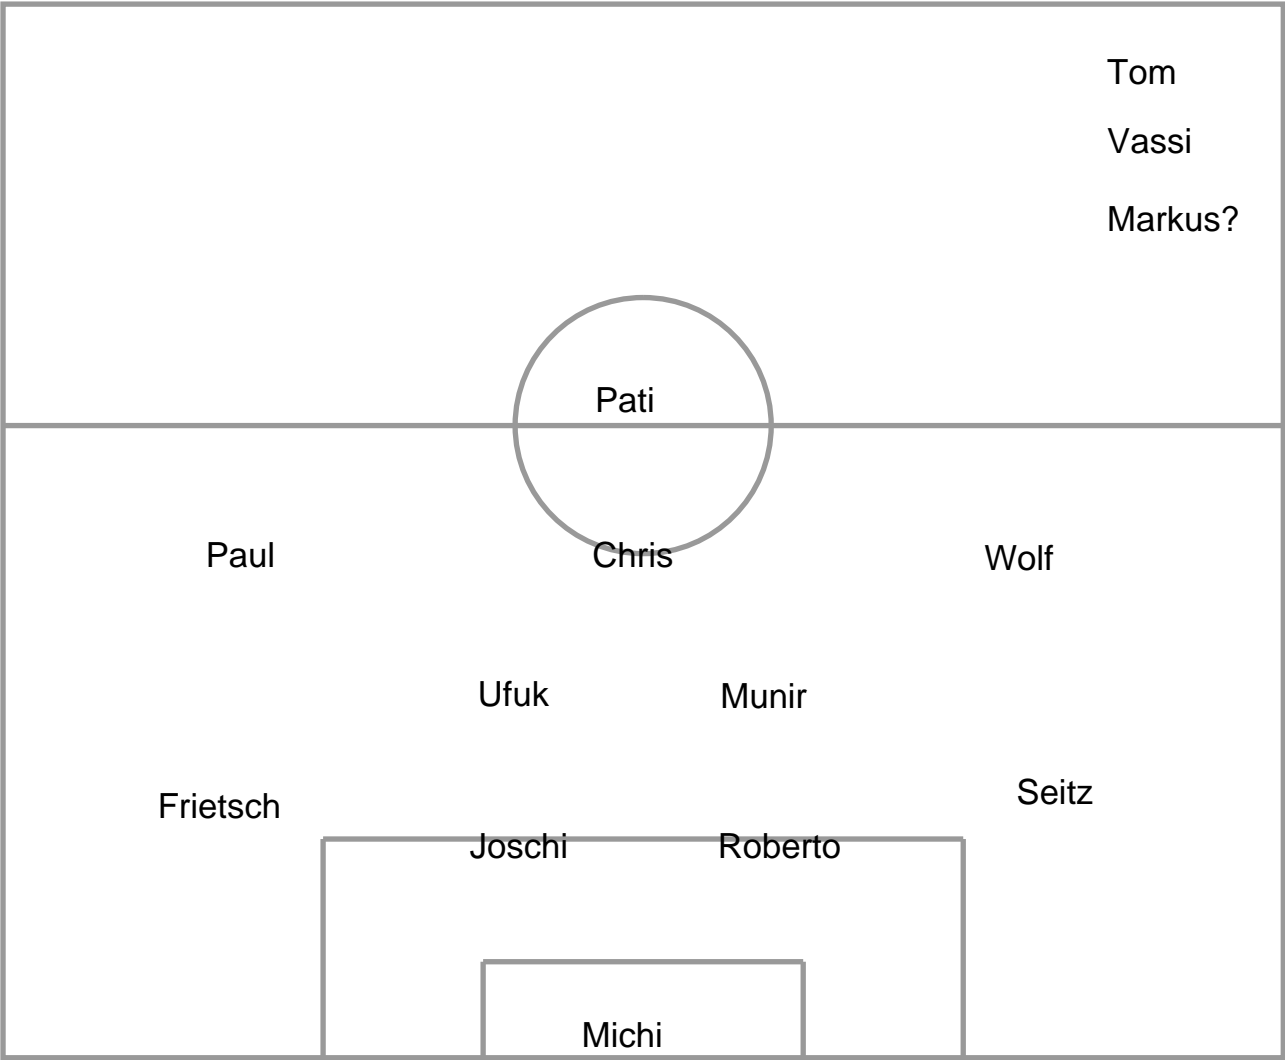 Tom
Vassi
Markus?
Pati
Paul Chris Wolf
Ufuk Munir
Frietsch Seitz
Joschi Roberto
Michi